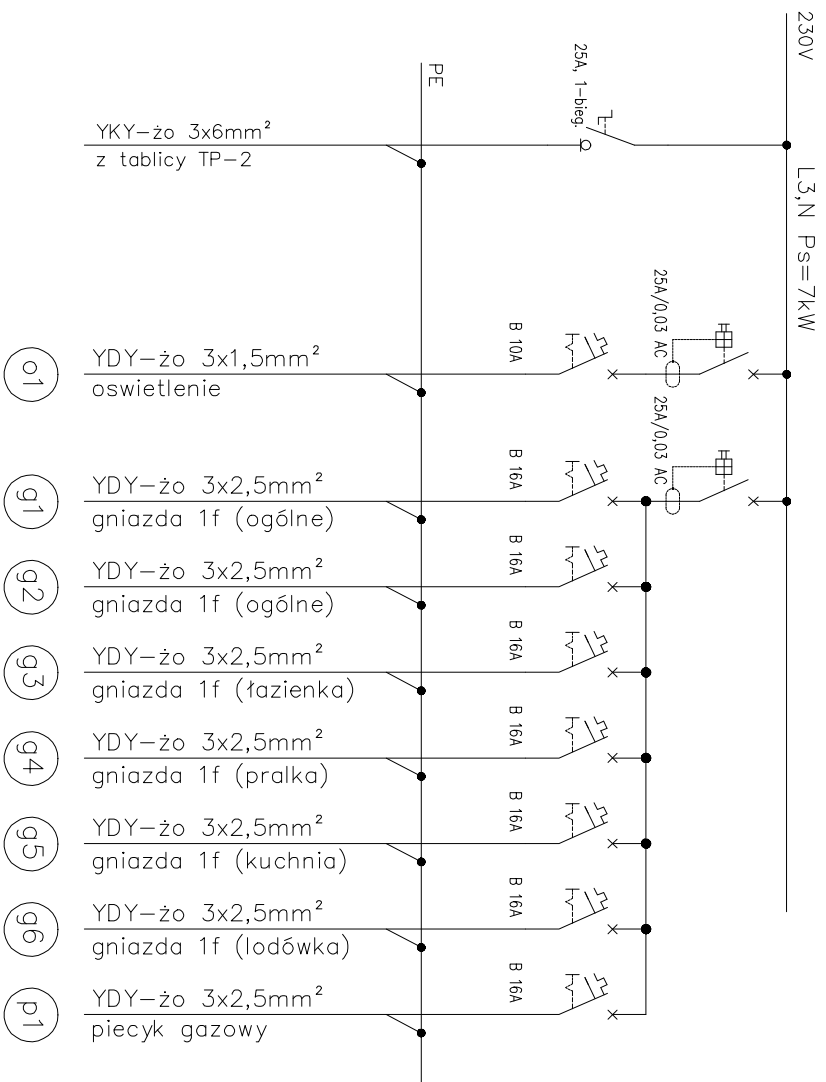 230V
L3,N Ps=7kW
PE
25A, 1-bieg.
YKY-żo 3x6mm²
z tablicy TP-2
25A/0,03 AC
B 10A
YDY-żo 3x1,5mm²
oswietlenie
o1
25A/0,03 AC
B 16A
YDY-żo 3x2,5mm²
gniazda 1f (ogólne)
g1
B 16A
YDY-żo 3x2,5mm²
gniazda 1f (ogólne)
g2
B 16A
YDY-żo 3x2,5mm²
gniazda 1f (łazienka)
g3
B 16A
YDY-żo 3x2,5mm²
gniazda 1f (pralka)
g4
B 16A
YDY-żo 3x2,5mm²
gniazda 1f (kuchnia)
g5
B 16A
YDY-żo 3x2,5mm²
gniazda 1f (lodówka)
g6
B 16A
YDY-żo 3x2,5mm²
piecyk gazowy
p1